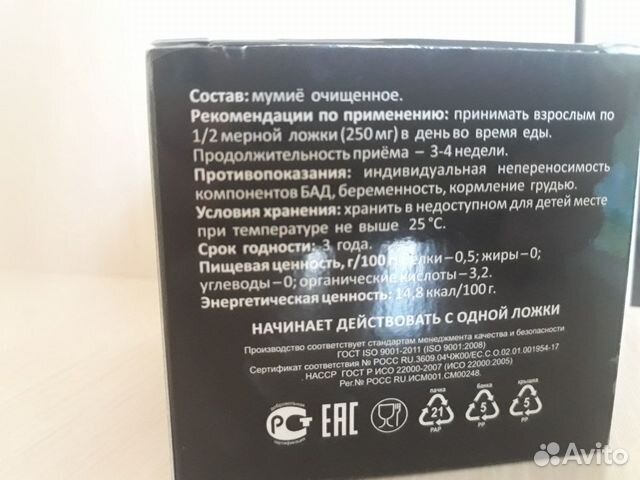 Состав: мумиё очищенное.
Рекомендации по применению: принимать взрослым по
1/2 мерной ложки (250 мг) в день во время еды.
Продолжительность приёма – 3-4 недели.
Противопоказания: индивидуальная непереносимость
компонентов БАД, беременность, кормление грудью.
Условия хранения: хранить в недоступном для детей месте
при температуре не выше 25 °С.
Срок годности: 3 года.
Пищевая ценность, г/100 –0,5; жиры–0;
углеводы–0; органические кислоты–3,2.
Энергетическая ценность: 14,8 ккал/100 г.
НАЧИНАЕТ ДЕЙСТВОВАТЬ С ОДНОЙ ЛОЖКИ
Производство соответствует стандартам менеджмента качества и безопасности
ГОСТ ISO 9001-2011 (ISO 9001:2008)
Сертификат соответствия № РОСС RU.3609.04ЧЖ00/ЕС.С.02.01.001954-17
НАССР ГОСТ Р ИСО 22000-2007 (ИСО 22000:2005)
Рег.№ РОСС RU.ИСМ001.СМ00248.
добровольная
РСТ
сертификация
ЕАС
пачка
21
PAP
банка
5
PP
крышка
5
PP
Avito